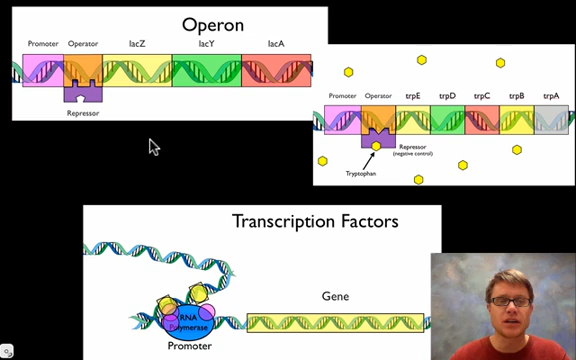 Operon
Promoter Operator lacZ lacY lacA
Repressor
Promoter Operator trpE trpD trpC trpB trpA
Repressor
(negative control)
Tryptophan
Transcription Factors
Gene
RNA
Polymerase
Promoter